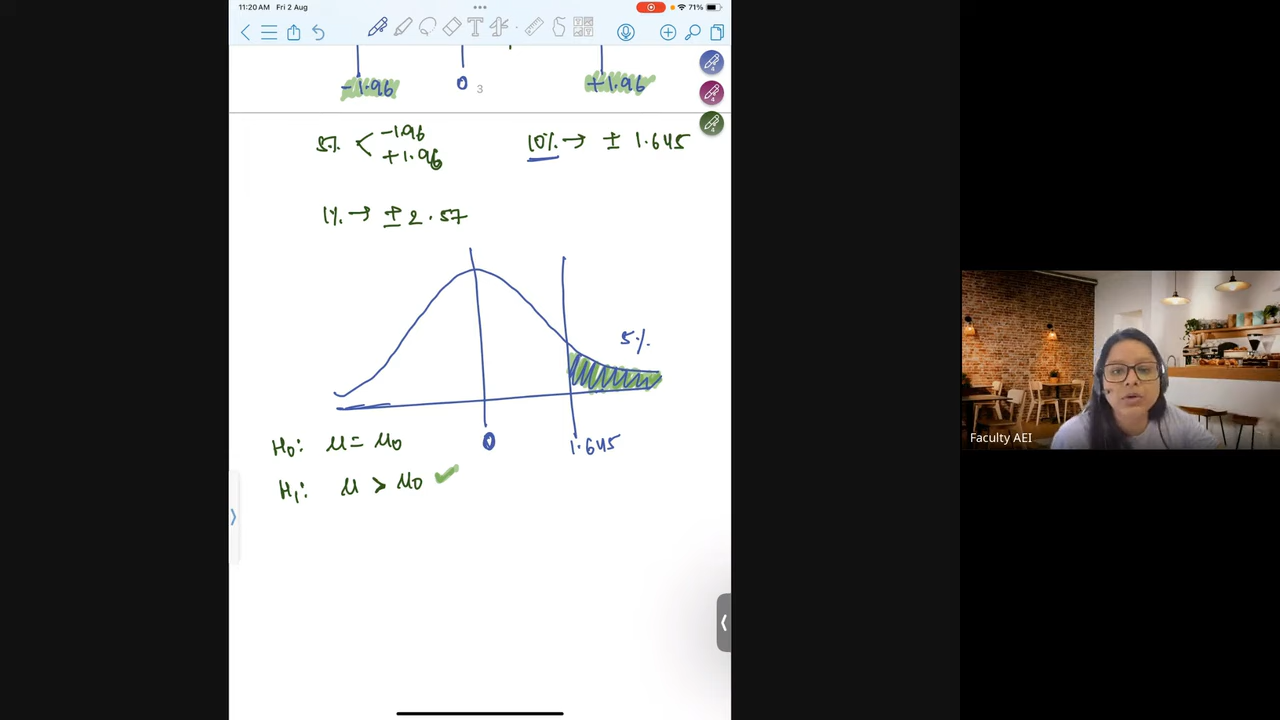 11:20 AM Fri 2 Aug
71%
-1.96 0 3 +1.96
5% < -1.96
+1.96
10% → ± 1.645
1% → ± 2.57
5%
0 1.645
H0: μ = μ0
H1: μ > μ0 ✓
Faculty AEI